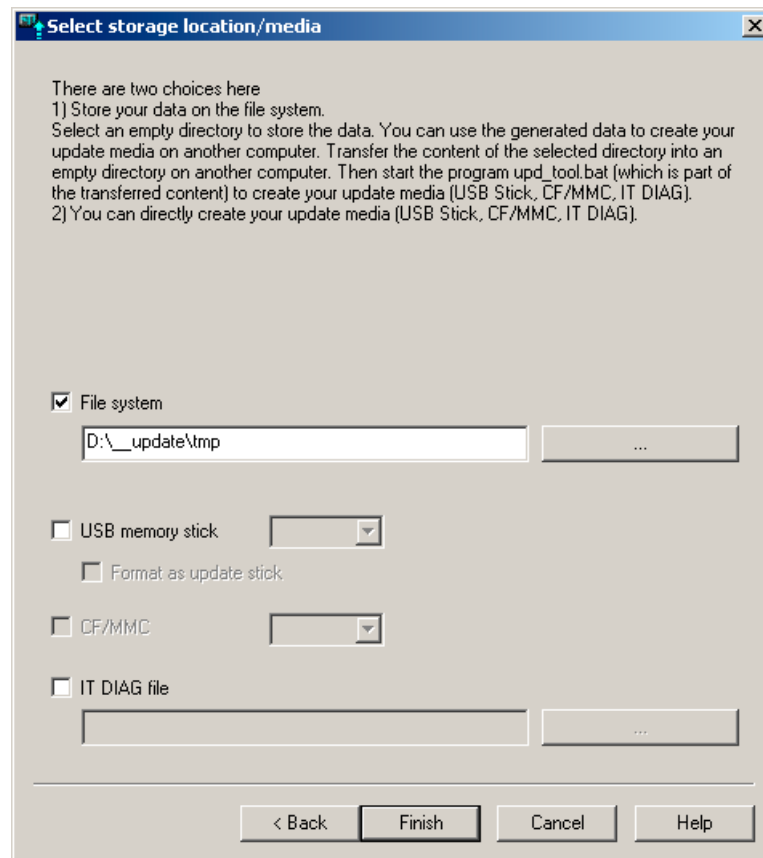 Select storage location/media
There are two choices here
1) Store your data on the file system.
Select an empty directory to store the data. You can use the generated data to create your
update media on another computer. Transfer the content of the selected directory into an
empty directory on another computer. Then start the program upd_tool.bat (which is part of
the transferred content) to create your update media (USB Stick, CF/MMC, IT DIAG).
2) You can directly create your update media (USB Stick, CF/MMC, IT DIAG).
File system
D:\__update\tmp
...
USB memory stick
Format as update stick
CF/MMC
IT DIAG file
...
< Back Finish Cancel Help